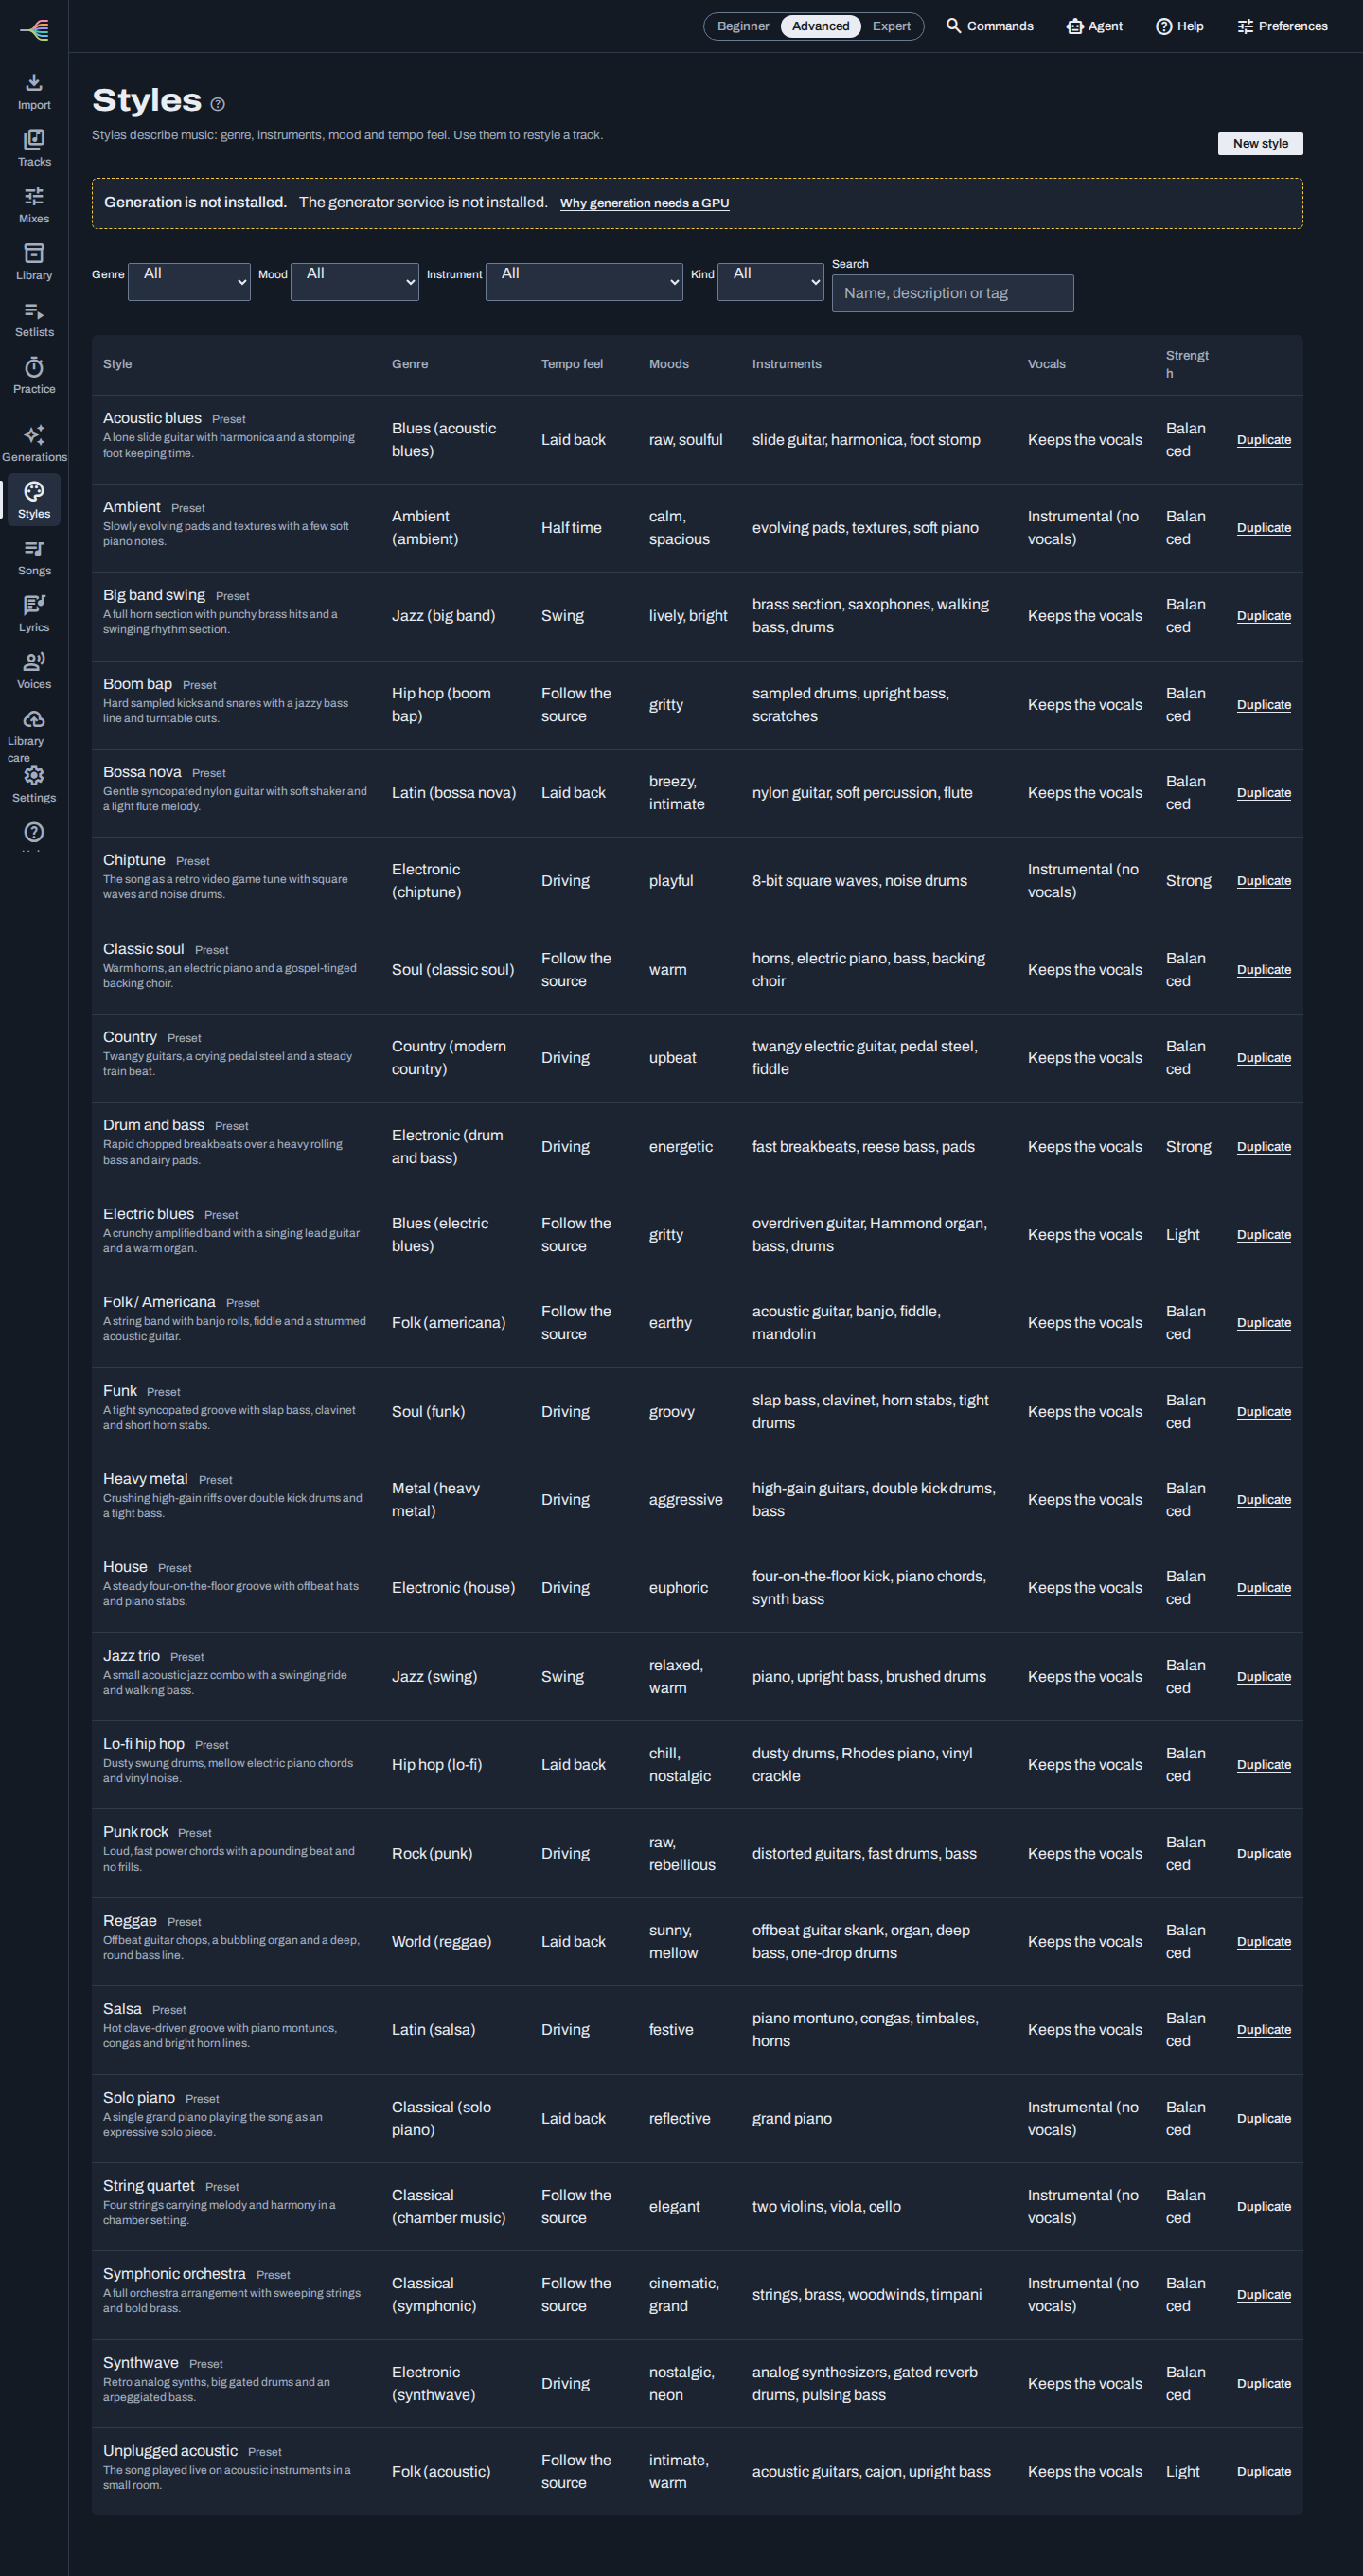 Beginner Advanced Expert Commands Agent Help Preferences
Import
Tracks
Mixes
Library
Setlists
Practice
Generations
Styles
Songs
Lyrics
Voices
Library
care
Settings
Styles
Styles describe music: genre, instruments, mood and tempo feel. Use them to restyle a track.
New style
Generation is not installed. The generator service is not installed. Why generation needs a GPU
Genre All Mood All Instrument All Kind All
Search
Name, description or tag
Style Genre Tempo feel Moods Instruments Vocals Strengt
h
Acoustic blues Preset
A lone slide guitar with harmonica and a stomping
foot keeping time.
Blues (acoustic
blues)
Laid back
raw, soulful
slide guitar, harmonica, foot stomp
Keeps the vocals
Balan
ced
Duplicate
Ambient Preset
Slowly evolving pads and textures with a few soft
piano notes.
Ambient
(ambient)
Half time
calm,
spacious
evolving pads, textures, soft piano
Instrumental (no
vocals)
Balan
ced
Duplicate
Big band swing Preset
A full horn section with punchy brass hits and a
swinging rhythm section.
Jazz (big band)
Swing
lively, bright
brass section, saxophones, walking
bass, drums
Keeps the vocals
Balan
ced
Duplicate
Boom bap Preset
Hard sampled kicks and snares with a jazzy bass
line and turntable cuts.
Hip hop (boom
bap)
Follow the
source
gritty
sampled drums, upright bass,
scratches
Keeps the vocals
Balan
ced
Duplicate
Bossa nova Preset
Gentle syncopated nylon guitar with soft shaker and
a light flute melody.
Latin (bossa nova)
Laid back
breezy,
intimate
nylon guitar, soft percussion, flute
Keeps the vocals
Balan
ced
Duplicate
Chiptune Preset
The song as a retro video game tune with square
waves and noise drums.
Electronic
(chiptune)
Driving
playful
8-bit square waves, noise drums
Instrumental (no
vocals)
Strong
Duplicate
Classic soul Preset
Warm horns, an electric piano and a gospel-tinged
backing choir.
Soul (classic soul)
Follow the
source
warm
horns, electric piano, bass, backing
choir
Keeps the vocals
Balan
ced
Duplicate
Country Preset
Twangy guitars, a crying pedal steel and a steady
train beat.
Country (modern
country)
Driving
upbeat
twangy electric guitar, pedal steel,
fiddle
Keeps the vocals
Balan
ced
Duplicate
Drum and bass Preset
Rapid chopped breakbeats over a heavy rolling
bass and airy pads.
Electronic (drum
and bass)
Driving
energetic
fast breakbeats, reese bass, pads
Keeps the vocals
Strong
Duplicate
Electric blues Preset
A crunchy amplified band with a singing lead guitar
and a warm organ.
Blues (electric
blues)
Follow the
source
gritty
overdriven guitar, Hammond organ,
bass, drums
Keeps the vocals
Light
Duplicate
Folk / Americana Preset
A string band with banjo rolls, fiddle and a strummed
acoustic guitar.
Folk (americana)
Follow the
source
earthy
acoustic guitar, banjo, fiddle,
mandolin
Keeps the vocals
Balan
ced
Duplicate
Funk Preset
A tight syncopated groove with slap bass, clavinet
and short horn stabs.
Soul (funk)
Driving
groovy
slap bass, clavinet, horn stabs, tight
drums
Keeps the vocals
Balan
ced
Duplicate
Heavy metal Preset
Crushing high-gain riffs over double kick drums and
a tight bass.
Metal (heavy
metal)
Driving
aggressive
high-gain guitars, double kick drums,
bass
Keeps the vocals
Balan
ced
Duplicate
House Preset
A steady four-on-the-floor groove with offbeat hats
and piano stabs.
Electronic (house)
Driving
euphoric
four-on-the-floor kick, piano chords,
synth bass
Keeps the vocals
Balan
ced
Duplicate
Jazz trio Preset
A small acoustic jazz combo with a swinging ride
and walking bass.
Jazz (swing)
Swing
relaxed,
warm
piano, upright bass, brushed drums
Keeps the vocals
Balan
ced
Duplicate
Lo-fi hip hop Preset
Dusty swung drums, mellow electric piano chords
and vinyl noise.
Hip hop (lo-fi)
Laid back
chill,
nostalgic
dusty drums, Rhodes piano, vinyl
crackle
Keeps the vocals
Balan
ced
Duplicate
Punk rock Preset
Loud, fast power chords with a pounding beat and
no frills.
Rock (punk)
Driving
raw,
rebellious
distorted guitars, fast drums, bass
Keeps the vocals
Balan
ced
Duplicate
Reggae Preset
Offbeat guitar chops, a bubbling organ and a deep,
round bass line.
World (reggae)
Laid back
sunny,
mellow
offbeat guitar skank, organ, deep
bass, one-drop drums
Keeps the vocals
Balan
ced
Duplicate
Salsa Preset
Hot clave-driven groove with piano montunos,
congas and bright horn lines.
Latin (salsa)
Driving
festive
piano montuno, congas, timbales,
horns
Keeps the vocals
Balan
ced
Duplicate
Solo piano Preset
A single grand piano playing the song as an
expressive solo piece.
Classical (solo
piano)
Laid back
reflective
grand piano
Instrumental (no
vocals)
Balan
ced
Duplicate
String quartet Preset
Four strings carrying melody and harmony in a
chamber setting.
Classical
(chamber music)
Follow the
source
elegant
two violins, viola, cello
Instrumental (no
vocals)
Balan
ced
Duplicate
Symphonic orchestra Preset
A full orchestra arrangement with sweeping strings
and bold brass.
Classical
(symphonic)
Follow the
source
cinematic,
grand
strings, brass, woodwinds, timpani
Instrumental (no
vocals)
Balan
ced
Duplicate
Synthwave Preset
Retro analog synths, big gated drums and an
arpeggiated bass.
Electronic
(synthwave)
Driving
nostalgic,
neon
analog synthesizers, gated reverb
drums, pulsing bass
Keeps the vocals
Balan
ced
Duplicate
Unplugged acoustic Preset
The song played live on acoustic instruments in a
small room.
Folk (acoustic)
Follow the
source
intimate,
warm
acoustic guitars, cajon, upright bass
Keeps the vocals
Light
Duplicate